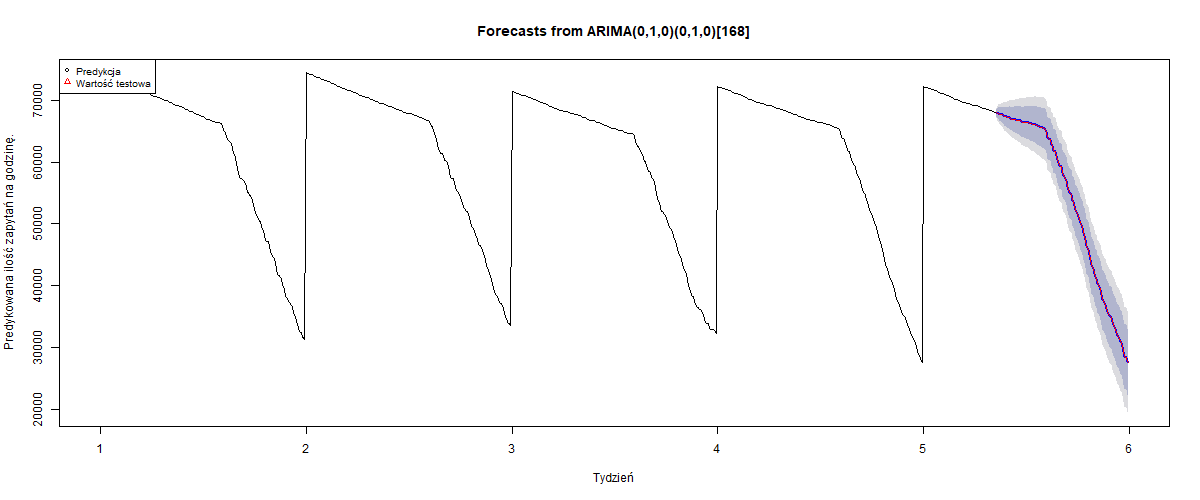 Forecasts from ARIMA(0,1,0)(0,1,0)[168]
Predykcja
Wartość testowa
Predykowana ilość zapytań na godzinę.
70000
60000
50000
40000
30000
20000
1 2 3 4 5 6
Tydzień